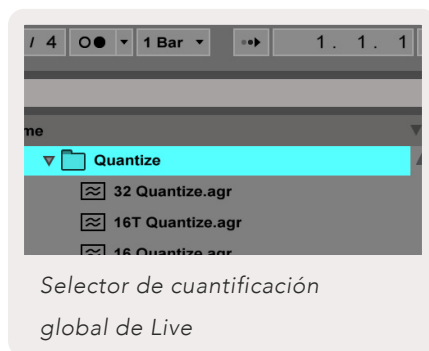 / 4 1 Bar 1. 1. 1
me
Quantize
32 Quantize.agr
16T Quantize.agr
16 Quantize.agr
Selector de cuantificación
global de Live